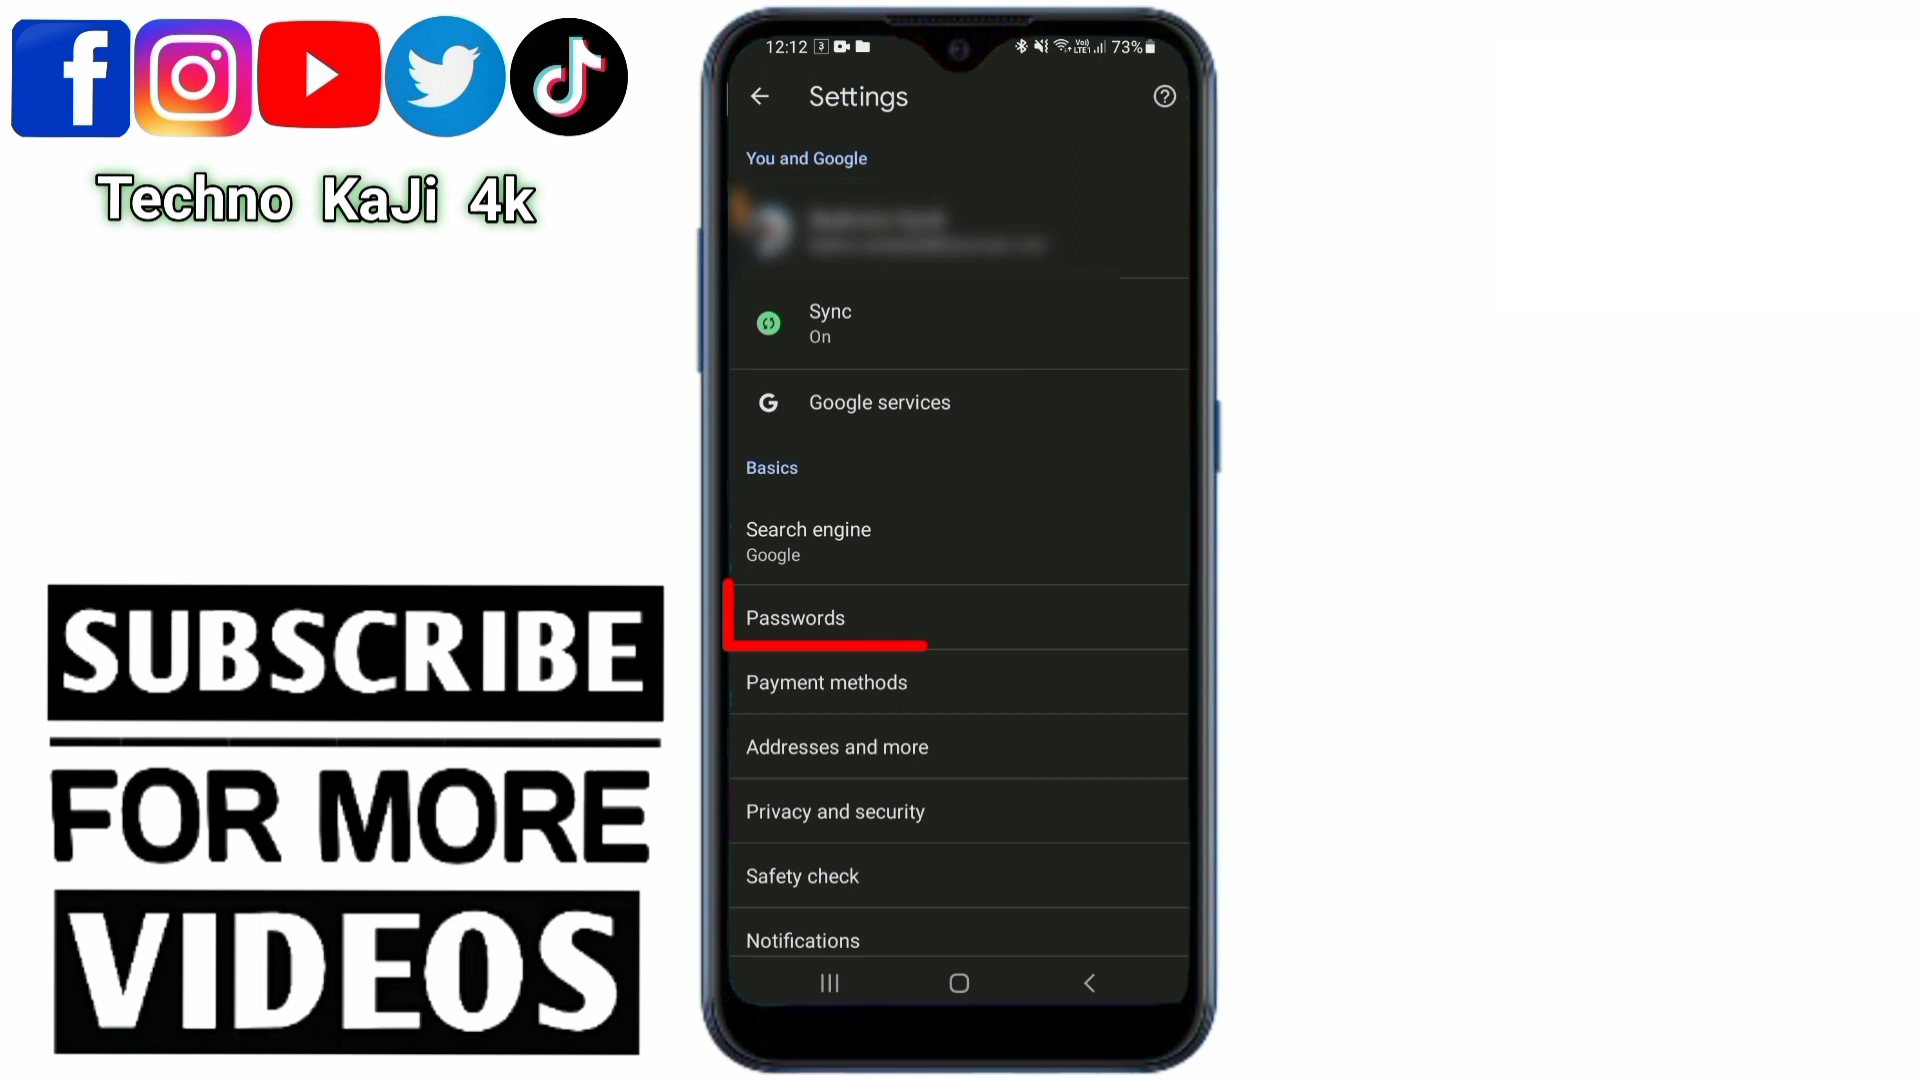 Techno KaJi 4k
SUBSCRIBE
FOR MORE
VIDEOS
12:12
73%
Settings
You and Google
Sync
On
Google services
Basics
Search engine
Google
Passwords
Payment methods
Addresses and more
Privacy and security
Safety check
Notifications